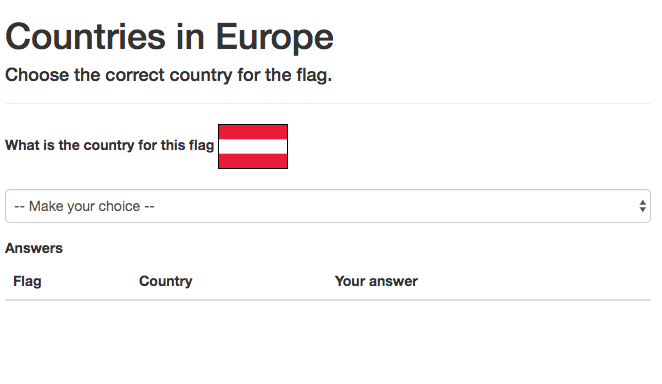 Countries in Europe
Choose the correct country for the flag.
What is the country for this flag
-- Make your choice --
Answers
Flag Country Your answer